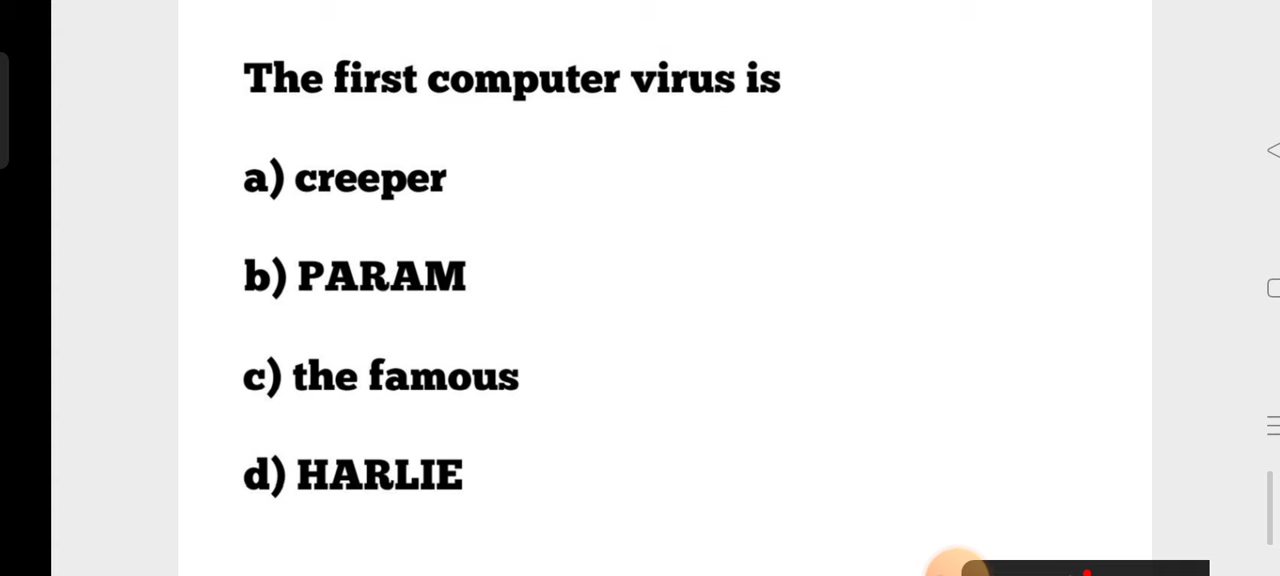 The first computer virus is
a) creeper
b) PARAM
c) the famous
d) HARLIE